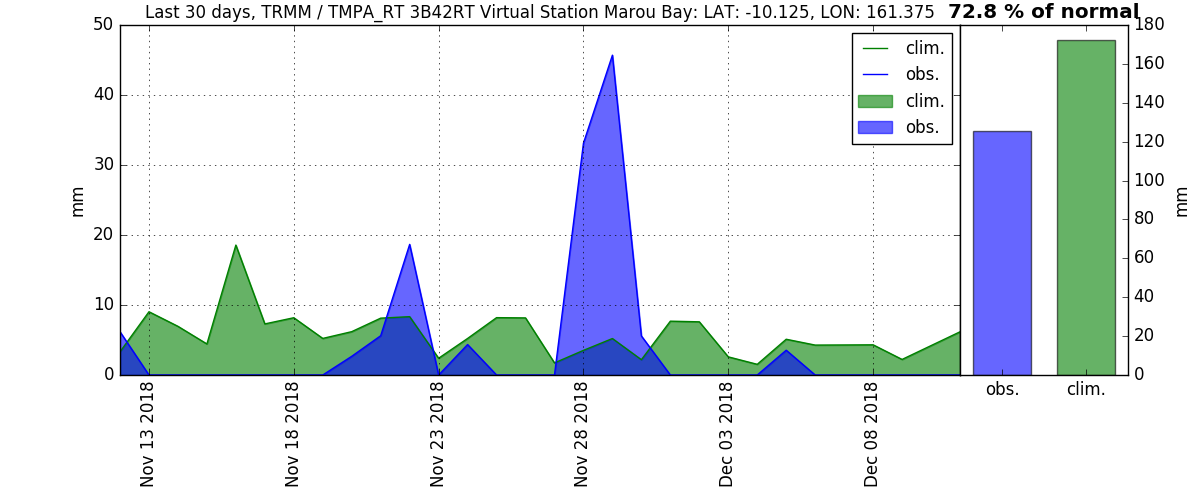 Last 30 days, TRMM / TMPA_RT 3B42RT Virtual Station Marou Bay: LAT: -10.125, LON: 161.375 72.8 % of normal
50
40
30
20
10
0
mm
clim.
obs.
clim.
obs.
Nov 13 2018
Nov 18 2018
Nov 23 2018
Nov 28 2018
Dec 03 2018
Dec 08 2018
180
160
140
120
100
80
60
40
20
0
mm
obs. clim.